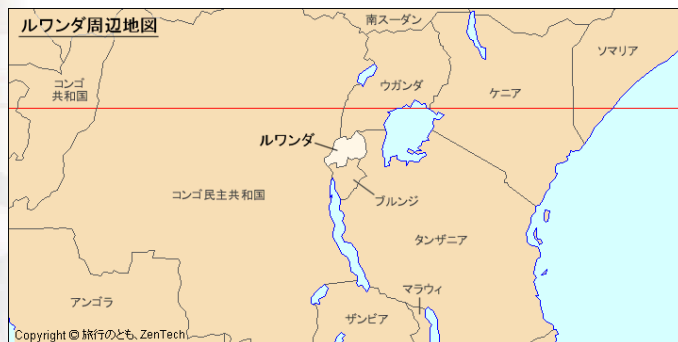 ルワンダ周辺地図
南スーダン
ソマリア
コンゴ
共和国
ウガンダ
ケニア
ルワンダ
コンゴ民主共和国
ブルンジ
タンザニア
アンゴラ
マラウィ
ザンビア
Copyright © 旅行のとも、ZenTech